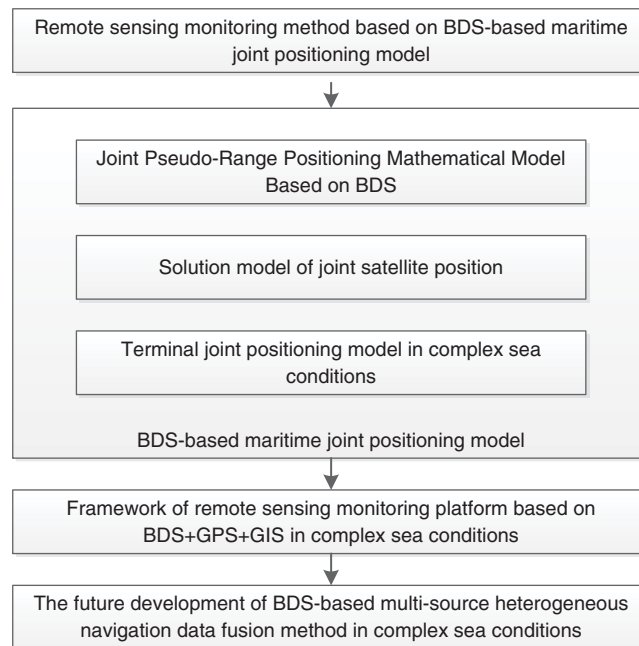 Remote sensing monitoring method based on BDS-based maritime
joint positioning model
Joint Pseudo-Range Positioning Mathematical Model
Based on BDS
Solution model of joint satellite position
Terminal joint positioning model in complex sea
conditions
BDS-based maritime joint positioning model
Framework of remote sensing monitoring platform based on
BDS+GPS+GIS in complex sea conditions
The future development of BDS-based multi-source heterogeneous
navigation data fusion method in complex sea conditions